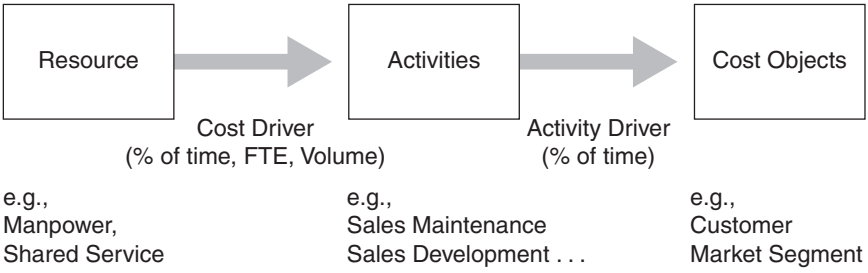 Resource
Activities
Cost Objects
Cost Driver
(% of time, FTE, Volume)
Activity Driver
(% of time)
e.g.,
Manpower,
Shared Service
e.g.,
Sales Maintenance
Sales Development . . .
e.g.,
Customer
Market Segment